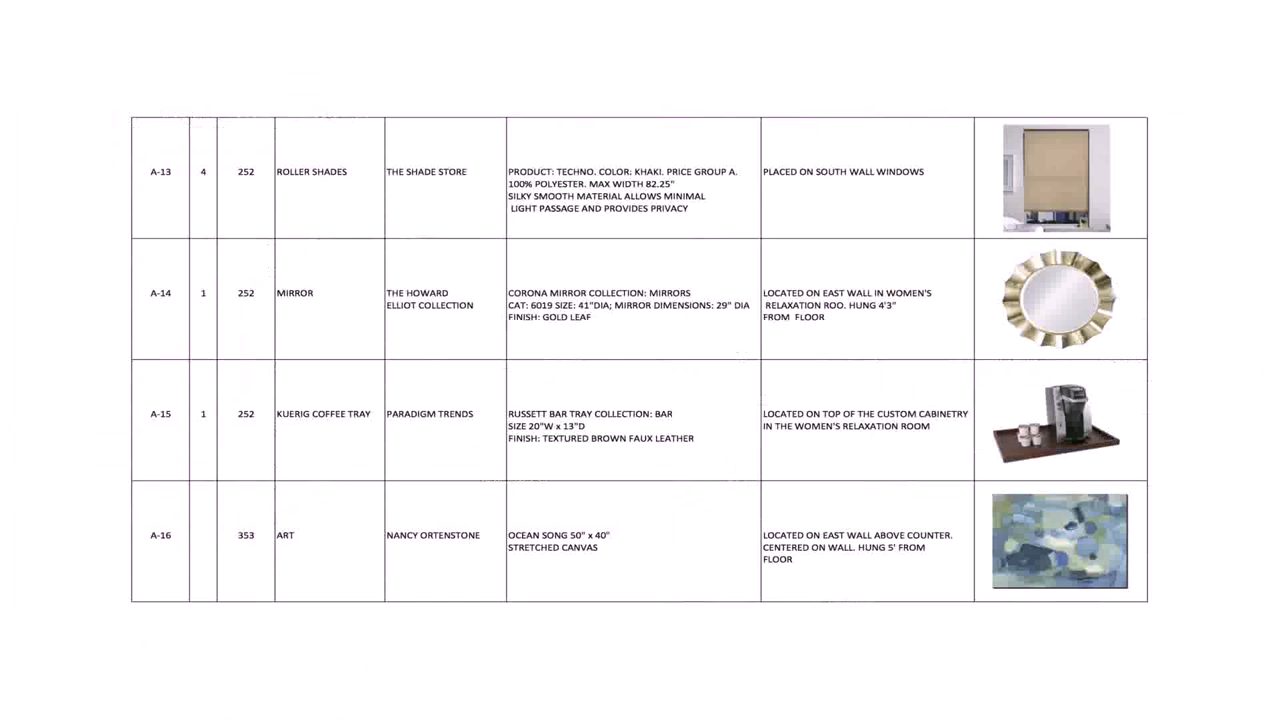 A-13 4 252 ROLLER SHADES THE SHADE STORE PRODUCT: TECHNO. COLOR: KHAKI. PRICE GROUP A. PLACED ON SOUTH WALL WINDOWS
100% POLYESTER. MAX WIDTH 82.25"
SILKY SMOOTH MATERIAL ALLOWS MINIMAL
LIGHT PASSAGE AND PROVIDES PRIVACY
A-14 1 252 MIRROR THE HOWARD CORONA MIRROR COLLECTION: MIRRORS LOCATED ON EAST WALL IN WOMEN'S
ELLIOT COLLECTION CAT: 6019 SIZE: 41"DIA; MIRROR DIMENSIONS: 29" DIA RELAXATION ROO. HUNG 4'3"
FINISH: GOLD LEAF FROM FLOOR
A-15 1 252 KUERIG COFFEE TRAY PARADIGM TRENDS RUSSETT BAR TRAY COLLECTION: BAR LOCATED ON TOP OF THE CUSTOM CABINETRY
SIZE 20"W x 13"D IN THE WOMEN'S RELAXATION ROOM
FINISH: TEXTURED BROWN FAUX LEATHER
A-16 353 ART NANCY ORTENSTONE OCEAN SONG 50" x 40" LOCATED ON EAST WALL ABOVE COUNTER.
STRETCHED CANVAS CENTERED ON WALL. HUNG 5' FROM
FLOOR